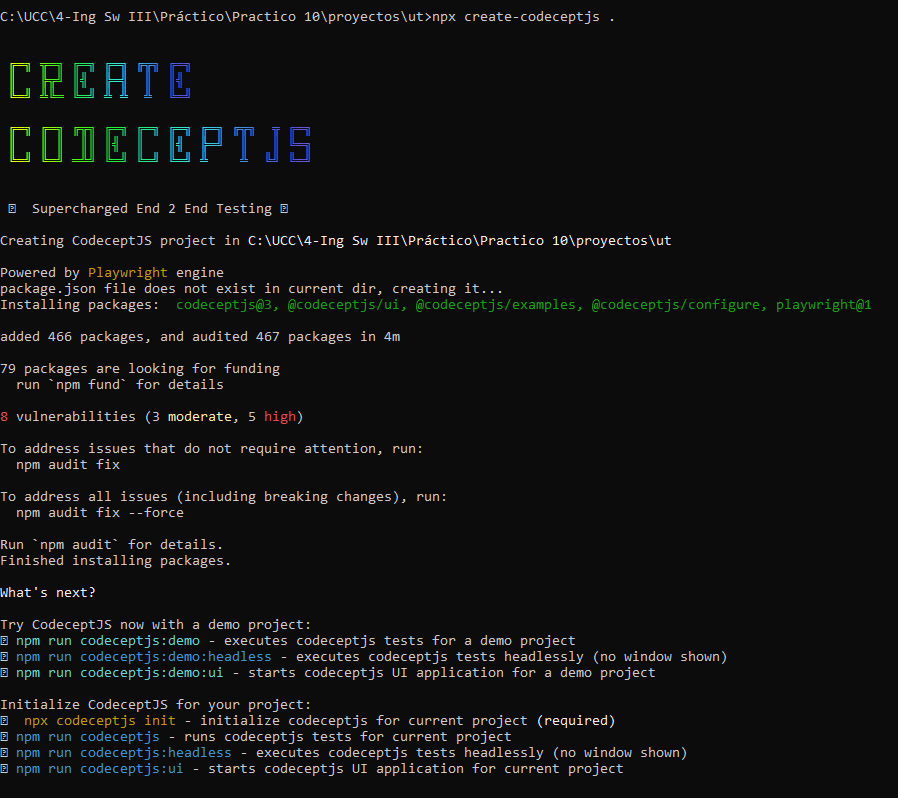 C:\UCC\4-Ing Sw III\Práctico\Practico 10\proyectos\ut>npx create-codeceptjs .
CREATE
CODECEPTJS
Supercharged End 2 End Testing
Creating CodeceptJS project in C:\UCC\4-Ing Sw III\Práctico\Practico 10\proyectos\ut
Powered by Playwright engine
package.json file does not exist in current dir, creating it...
Installing packages:  codeceptjs@3, @codeceptjs/ui, @codeceptjs/examples, @codeceptjs/configure, playwright@1
added 466 packages, and audited 467 packages in 4m
79 packages are looking for funding
  run `npm fund` for details
8 vulnerabilities (3 moderate, 5 high)
To address issues that do not require attention, run:
  npm audit fix
To address all issues (including breaking changes), run:
  npm audit fix --force
Run `npm audit` for details.
Finished installing packages.
What's next?
Try CodeceptJS now with a demo project:
npm run codeceptjs:demo - executes codeceptjs tests for a demo project
npm run codeceptjs:demo:headless - executes codeceptjs tests headlessly (no window shown)
npm run codeceptjs:demo:ui - starts codeceptjs UI application for a demo project
Initialize CodeceptJS for your project:
npx codeceptjs init - initialize codeceptjs for current project (required)
npm run codeceptjs - runs codeceptjs tests for current project
npm run codeceptjs:headless - executes codeceptjs tests headlessly (no window shown)
npm run codeceptjs:ui - starts codeceptjs UI application for current project